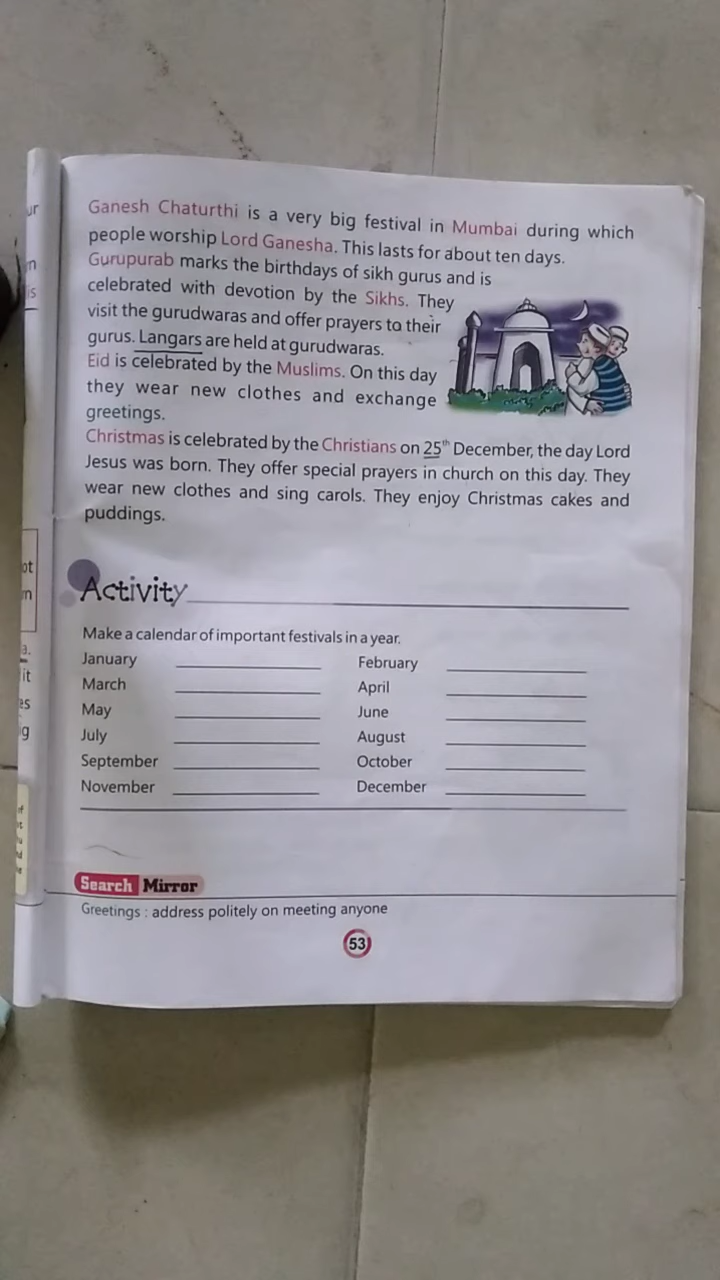 Ganesh Chaturthi is a very big festival in Mumbai during which
people worship Lord Ganesha. This lasts for about ten days.
Gurupurab marks the birthdays of sikh gurus and is
celebrated with devotion by the Sikhs. They
visit the gurudwaras and offer prayers to their
gurus. Langars are held at gurudwaras.
Eid is celebrated by the Muslims. On this day
they wear new clothes and exchange
greetings.
Christmas is celebrated by the Christians on 25th December, the day Lord
Jesus was born. They offer special prayers in church on this day. They
wear new clothes and sing carols. They enjoy Christmas cakes and
puddings.
Activity
Make a calendar of important festivals in a year.
January February
March April
May June
July August
September October
November December
Search Mirror
Greetings : address politely on meeting anyone
53